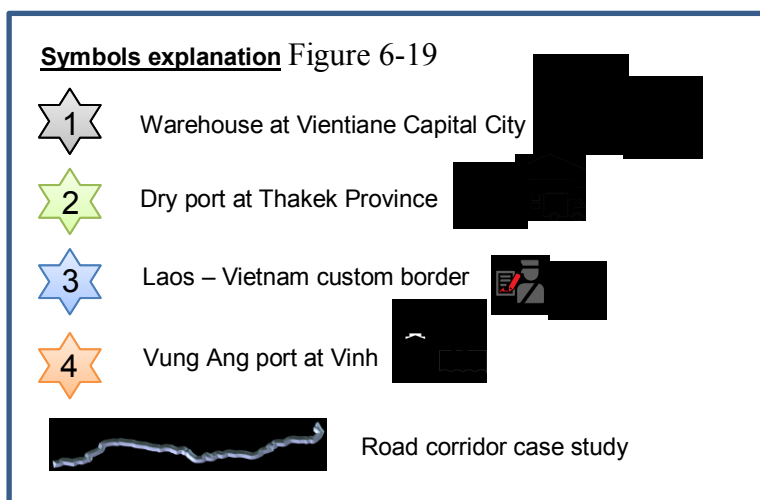 Symbols explanation Figure 6-19
1 Warehouse at Vientiane Capital City
2 Dry port at Thakek Province
3 Laos – Vietnam custom border
4 Vung Ang port at Vinh
Road corridor case study